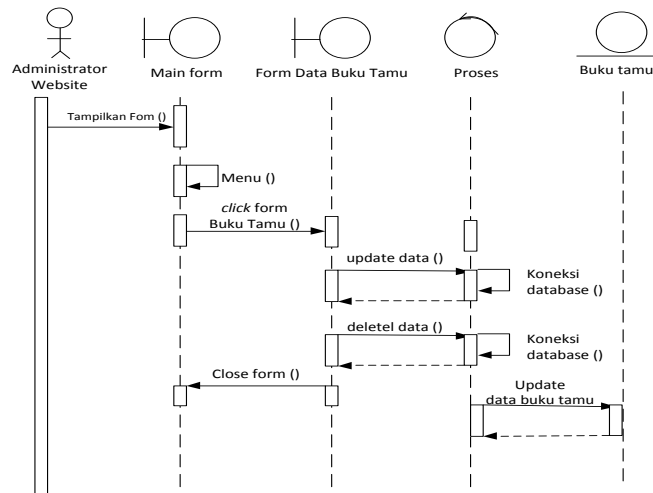 Administrator
Website
Main form
Form Data Buku Tamu
Proses
Buku tamu
Tampilkan Fom ()
Menu ()
click form
Buku Tamu ()
update data ()
Koneksi
database ()
deletel data ()
Koneksi
database ()
Close form ()
Update
data buku tamu